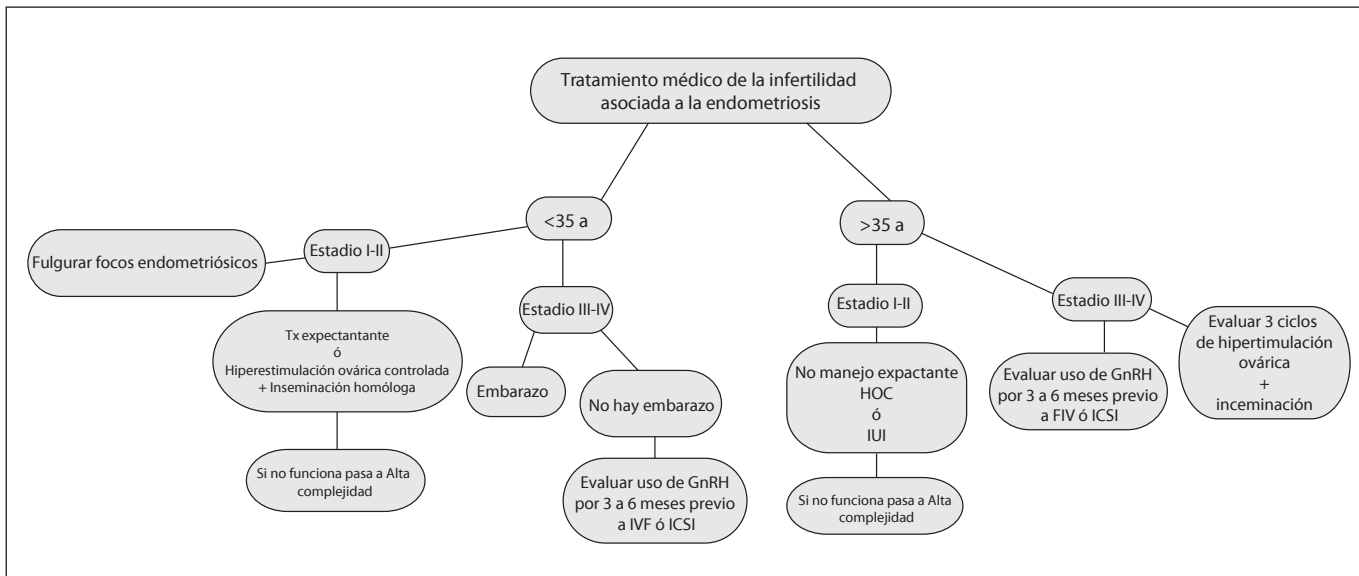 Tratamiento médico de la infertilidad
asociada a la endometriosis
<35 a
>35 a
Fulgurar focos endometriósicos
Estadio I-II
Tx expectantante
ó
Hiperestimulación ovárica controlada
+ Inseminación homóloga
Si no funciona pasa a Alta
complejidad
Estadio III-IV
Embarazo
No hay embarazo
Evaluar uso de GnRH
por 3 a 6 meses previo
a IVF ó ICSI
Estadio I-II
No manejo expactante
HOC
ó
IUI
Si no funciona pasa a Alta
complejidad
Estadio III-IV
Evaluar uso de GnRH
por 3 a 6 meses previo
a FIV ó ICSI
Evaluar 3 ciclos
de hipertimulación
ovárica
+
inceminación